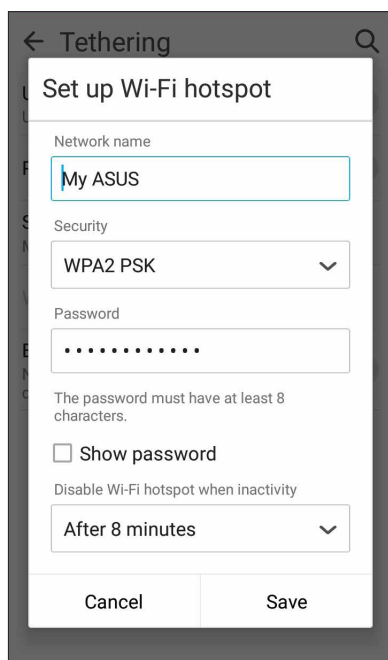 Tethering
Set up Wi-Fi hotspot
Network name
My ASUS
Security
WPA2 PSK
Password
••••••••••••
The password must have at least 8
characters.
Show password
Disable Wi-Fi hotspot when inactivity
After 8 minutes
Cancel
Save